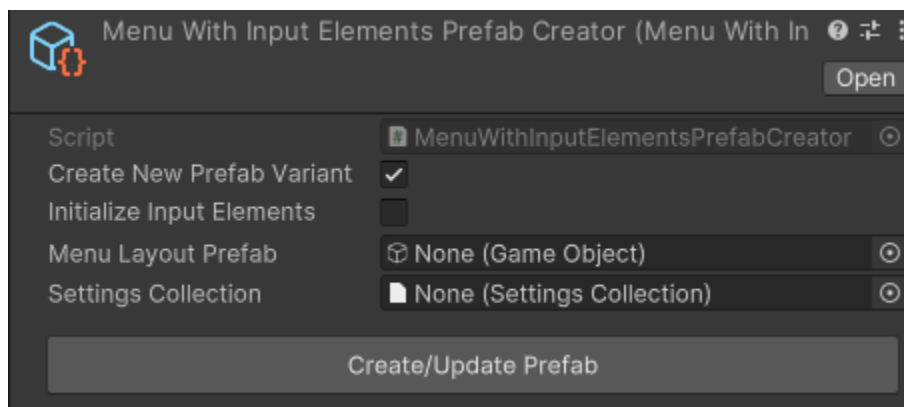 Menu With Input Elements Prefab Creator (Menu With In
Open
Script MenuWithInputElementsPrefabCreator
Create New Prefab Variant
Initialize Input Elements
Menu Layout Prefab None (Game Object)
Settings Collection None (Settings Collection)
Create/Update Prefab